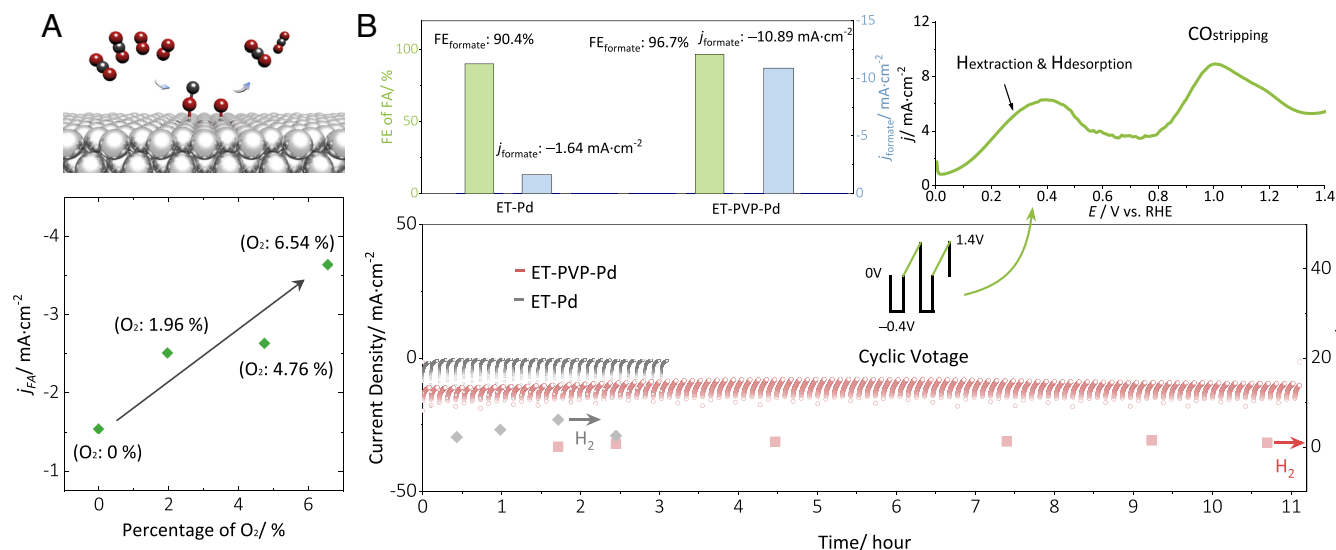 A
-4
-3
-2
-1
j_FA/ mA·cm⁻²
(O₂: 6.54 %)
(O₂: 1.96 %)
(O₂: 4.76 %)
(O₂: 0 %)
0
2
4
6
Percentage of O₂/ %
B
100
50
0
FE of FA/ %
FE_formate: 90.4%
j_formate: −1.64 mA·cm⁻²
FE_formate: 96.7%
j_formate: −10.89 mA·cm⁻²
-15
-10
-5
0
j_formate/ mA·cm⁻²
ET-Pd
ET-PVP-Pd
12
8
4
0
j/ mA·cm⁻²
Hextraction & Hdesorption
COstripping
0.0
0.2
0.4
0.6
0.8
1.0
1.2
1.4
E / V vs. RHE
50
0
-50
Current Density/ mA·cm⁻²
ET-PVP-Pd
ET-Pd
0V
1.4V
−0.4V
Cyclic Votage
H₂
H₂
40
20
0
0
1
2
3
4
5
6
7
8
9
10
11
Time/ hour